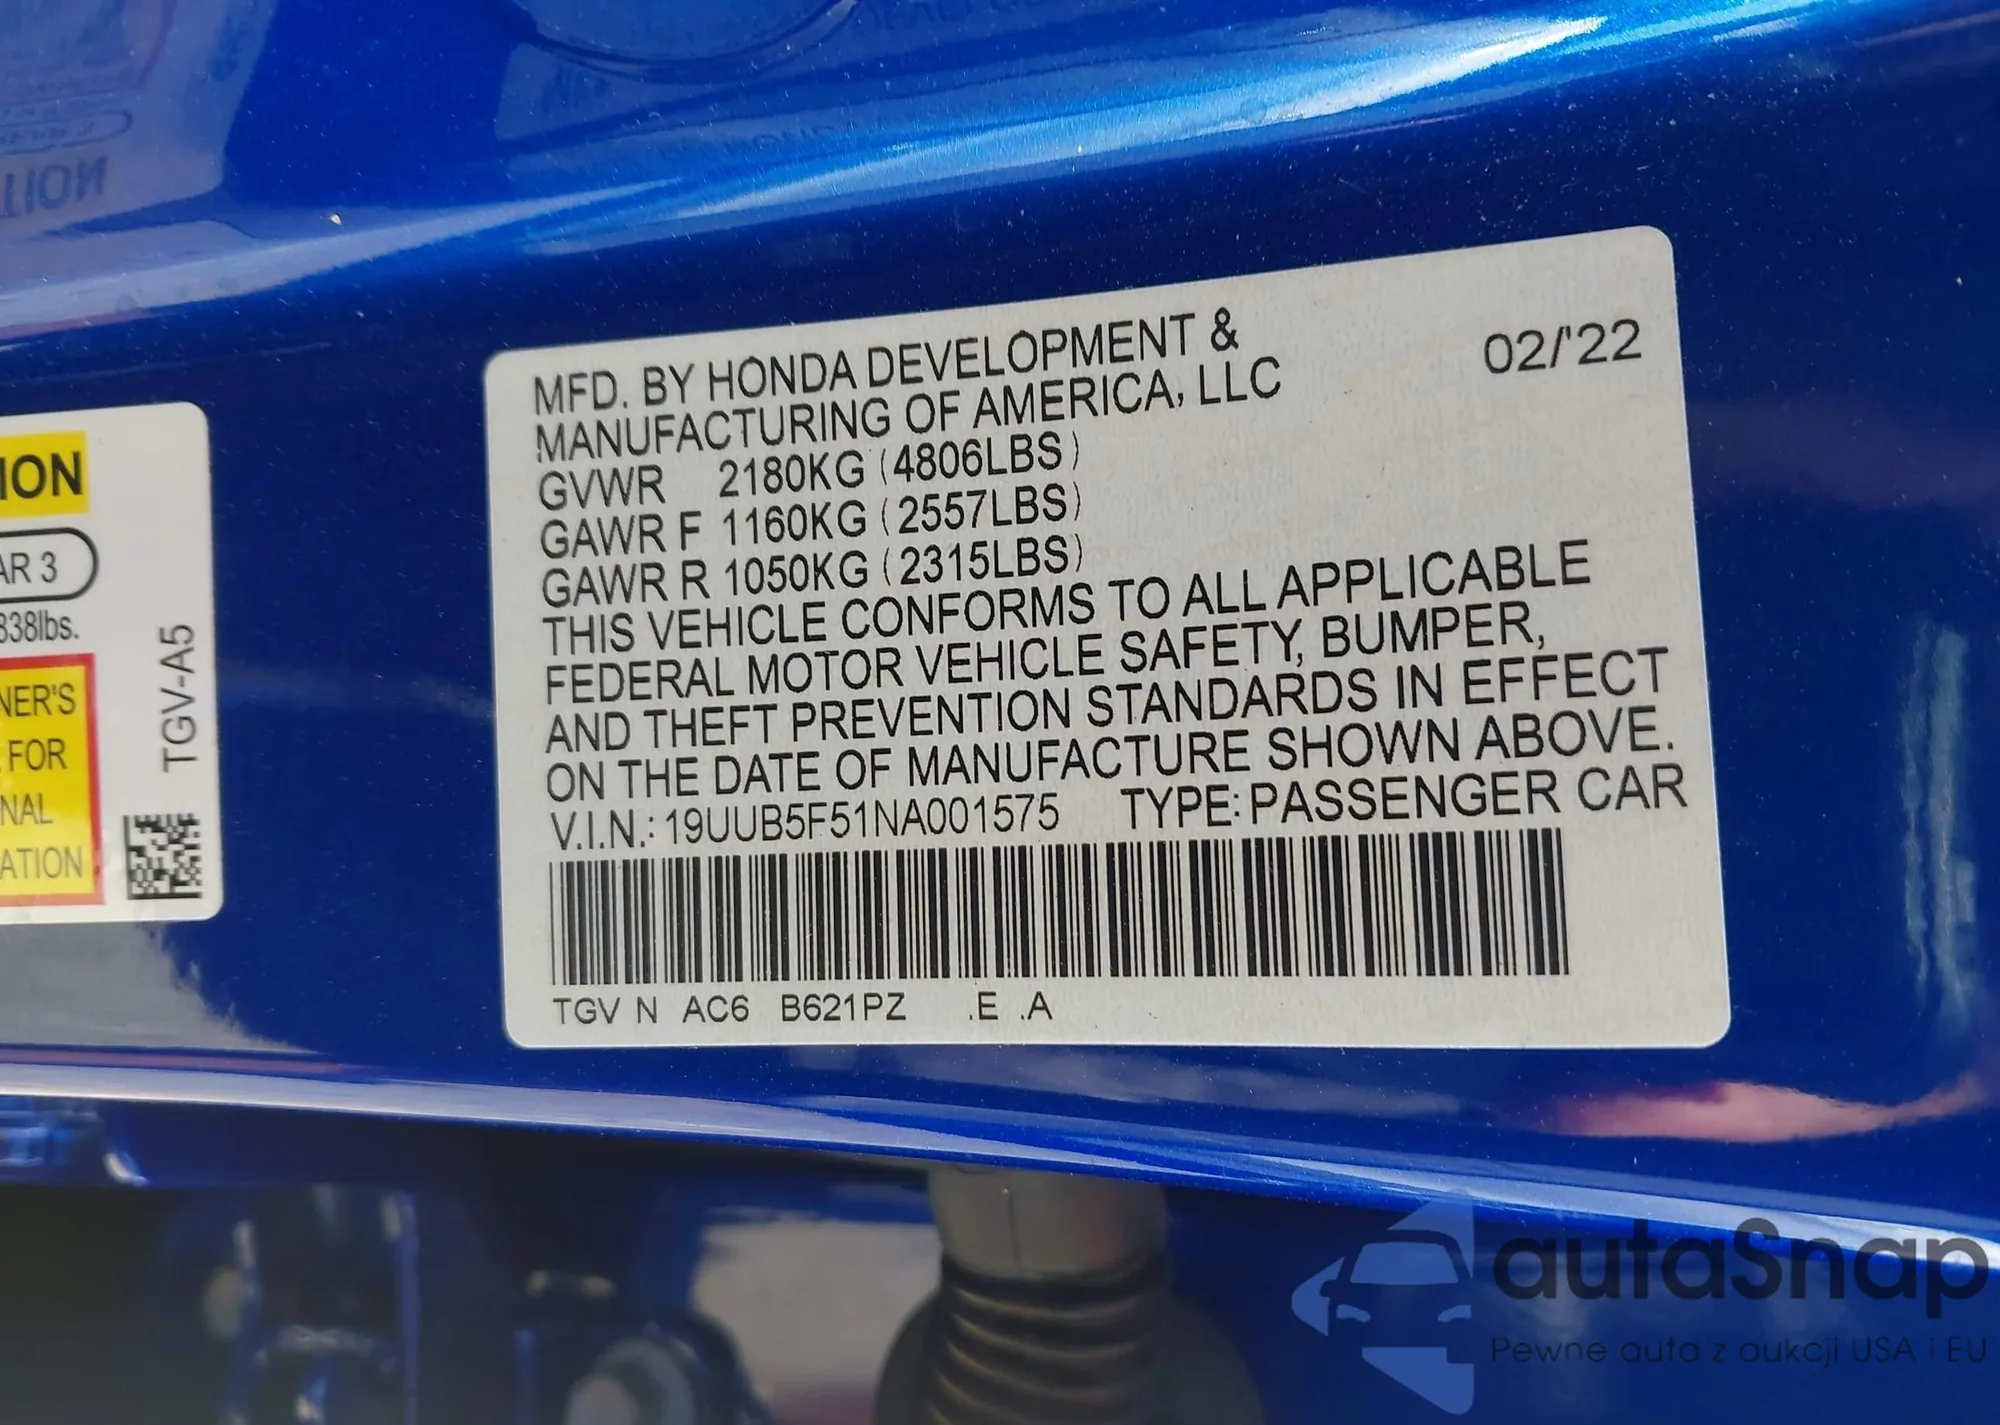 MFD. BY HONDA DEVELOPMENT &
MANUFACTURING OF AMERICA, LLC
02/'22
GVWR 2180KG (4806LBS)
GAWR F 1160KG (2557LBS)
GAWR R 1050KG (2315LBS)
THIS VEHICLE CONFORMS TO ALL APPLICABLE
FEDERAL MOTOR VEHICLE SAFETY, BUMPER,
AND THEFT PREVENTION STANDARDS IN EFFECT
ON THE DATE OF MANUFACTURE SHOWN ABOVE.
V.I.N.: 19UUB5F51NA001575 TYPE: PASSENGER CAR
TGV N AC6 B621PZ .E .A
ION
AR 3
838lbs.
NER'S
FOR
NAL
ATION
TGV-A5
autaSnap
Pewne auta z aukcji USA i EU